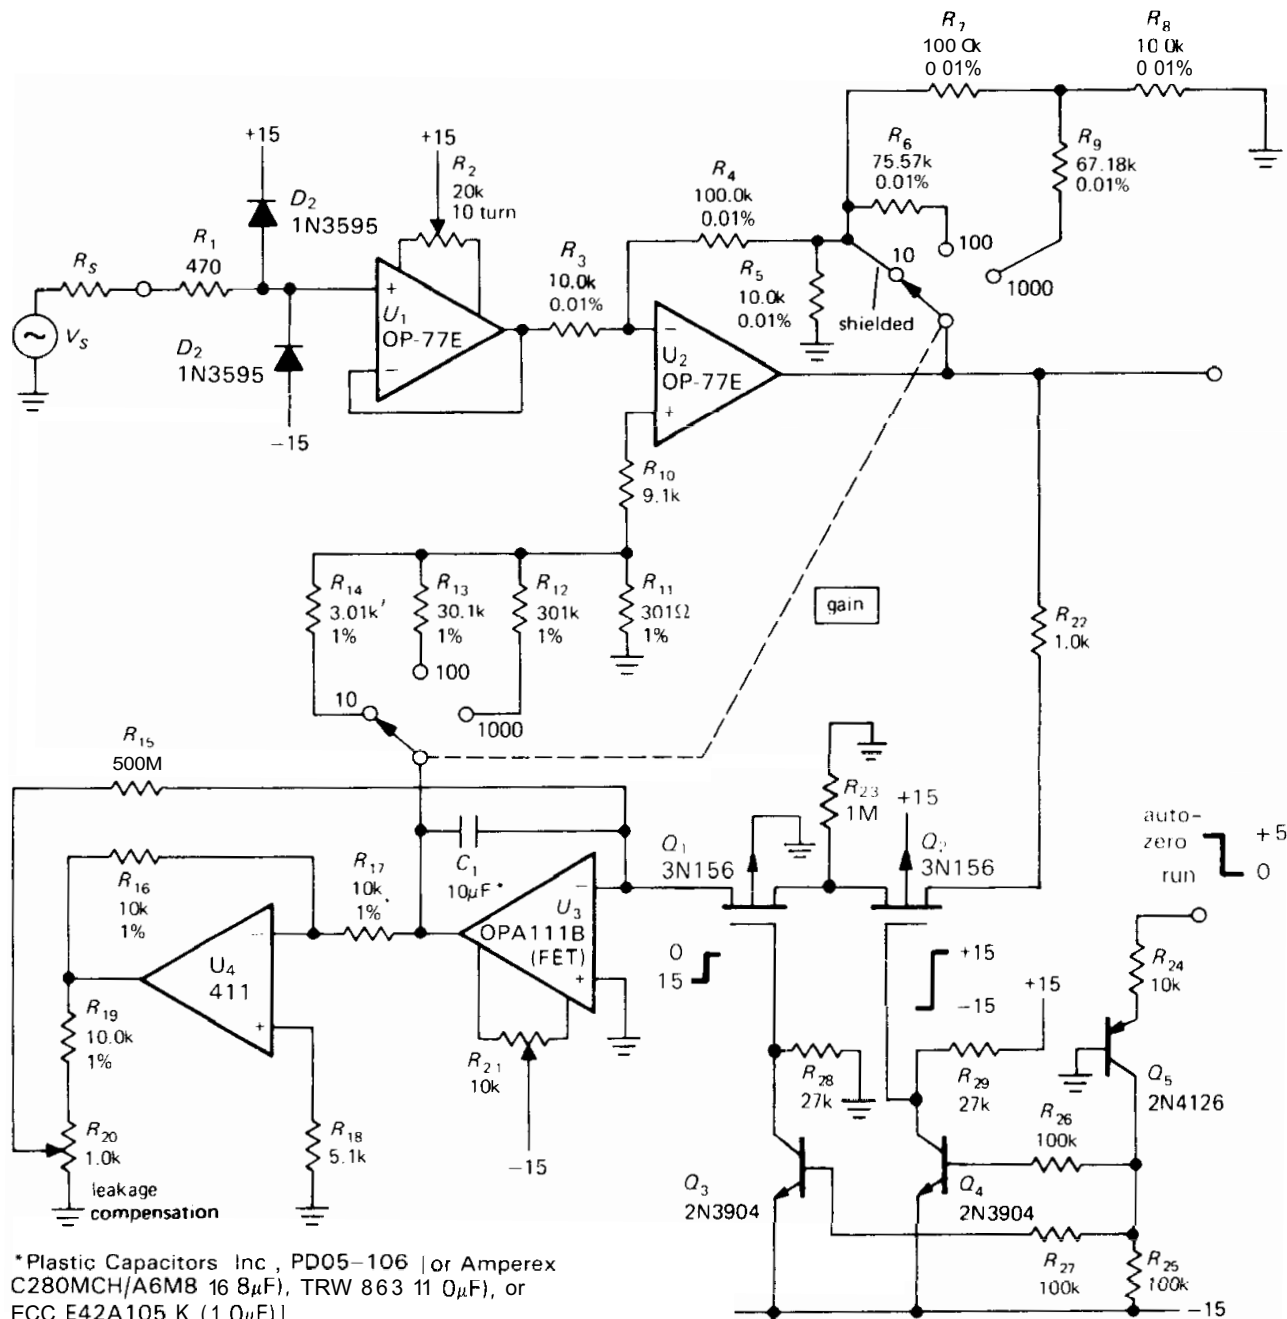 R7
100 0k
0 01%
R8
10 0k
0 01%
+15
D2
1N3595
+15
R2
20k
10 turn
R6
75.57k
0.01%
R9
67.18k
0.01%
R4
100.0k
0.01%
RS
R1
470
R3
10.0k
0.01%
R5
10.0k
0.01%
10
100
1000
shielded
VS
+
U1
OP-77E
−
D2
1N3595
−15
−
U2
OP-77E
+
R10
9.1k
R14
3.01k
1%
R13
30.1k
1%
R12
301k
1%
R11
301Ω
1%
gain
R22
1.0k
100
10
1000
R15
500M
R23
1M
+15
auto-
zero
run
+5
0
Q1
3N156
Q2
3N156
R16
10k
1%
R17
10k
1%
C1
10μF*
−
U3
OPA111B
(FET)
+
−
U4
411
+
0
15
+15
−15
+15
R24
10k
R19
10.0k
1%
R21
10k
R28
27k
R29
27k
Q5
2N4126
R26
100k
R20
1.0k
R18
5.1k
−15
leakage
compensation
Q3
2N3904
Q4
2N3904
R27
100k
R25
100k
−15
*Plastic Capacitors Inc , PD05–106 |or Amperex
C280MCH/A6M8 16 8μF), TRW 863 11 0μF), or
ECC E42A105 K (1 0μF)]